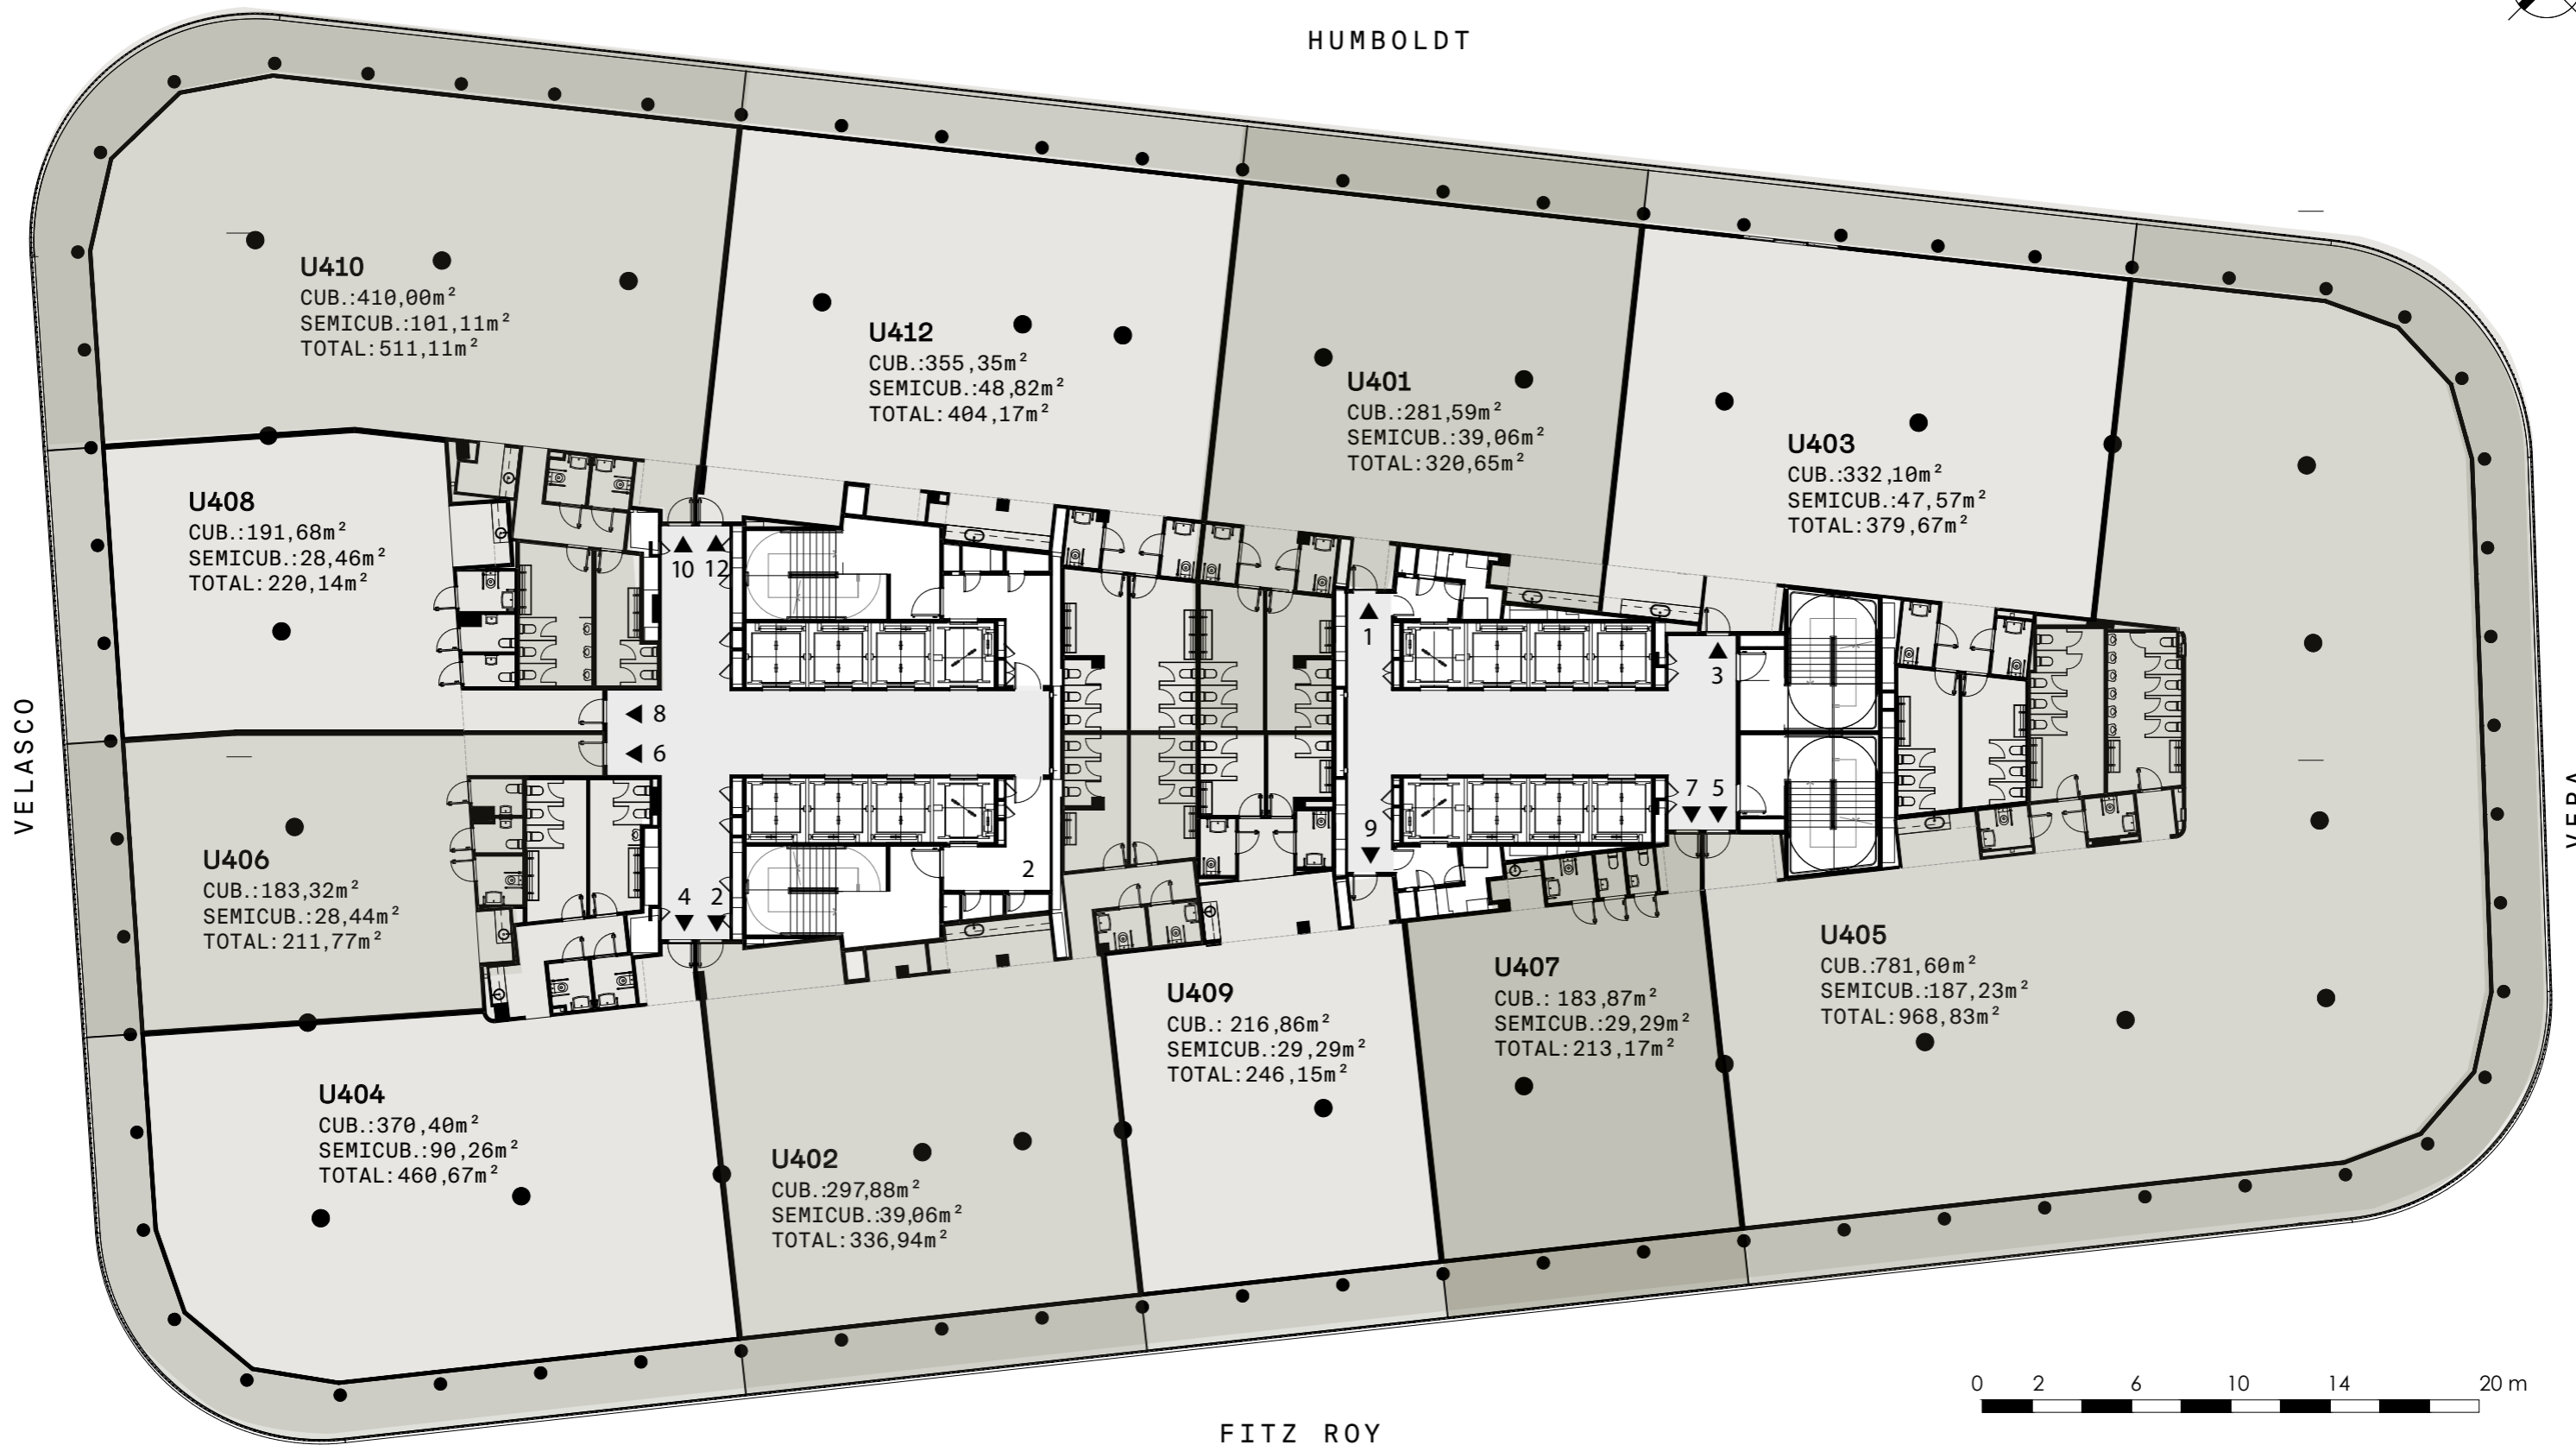 HUMBOLDT
U410
CUB.:410,00m²
SEMICUB.:101,11m²
TOTAL:511,11m²
U412
CUB.:355,35m²
SEMICUB.:48,82m²
TOTAL:404,17m²
U401
CUB.:281,59m²
SEMICUB.:39,06m²
TOTAL:320,65m²
U403
CUB.:332,10m²
SEMICUB.:47,57m²
TOTAL:379,67m²
U408
CUB.:191,68m²
SEMICUB.:28,46m²
TOTAL:220,14m²
10 12
1
3
8
6
VELASCO
7 5
9
4 2
2
U406
CUB.:183,32m²
SEMICUB.:28,44m²
TOTAL:211,77m²
U405
CUB.:781,60m²
SEMICUB.:187,23m²
TOTAL:968,83m²
U407
CUB.: 183,87m²
SEMICUB.:29,29m²
TOTAL:213,17m²
U409
CUB.: 216,86m²
SEMICUB.:29,29m²
TOTAL:246,15m²
U404
CUB.:370,40m²
SEMICUB.:90,26m²
TOTAL:460,67m²
U402
CUB.:297,88m²
SEMICUB.:39,06m²
TOTAL:336,94m²
0 2 6 10 14 20 m
FITZ ROY